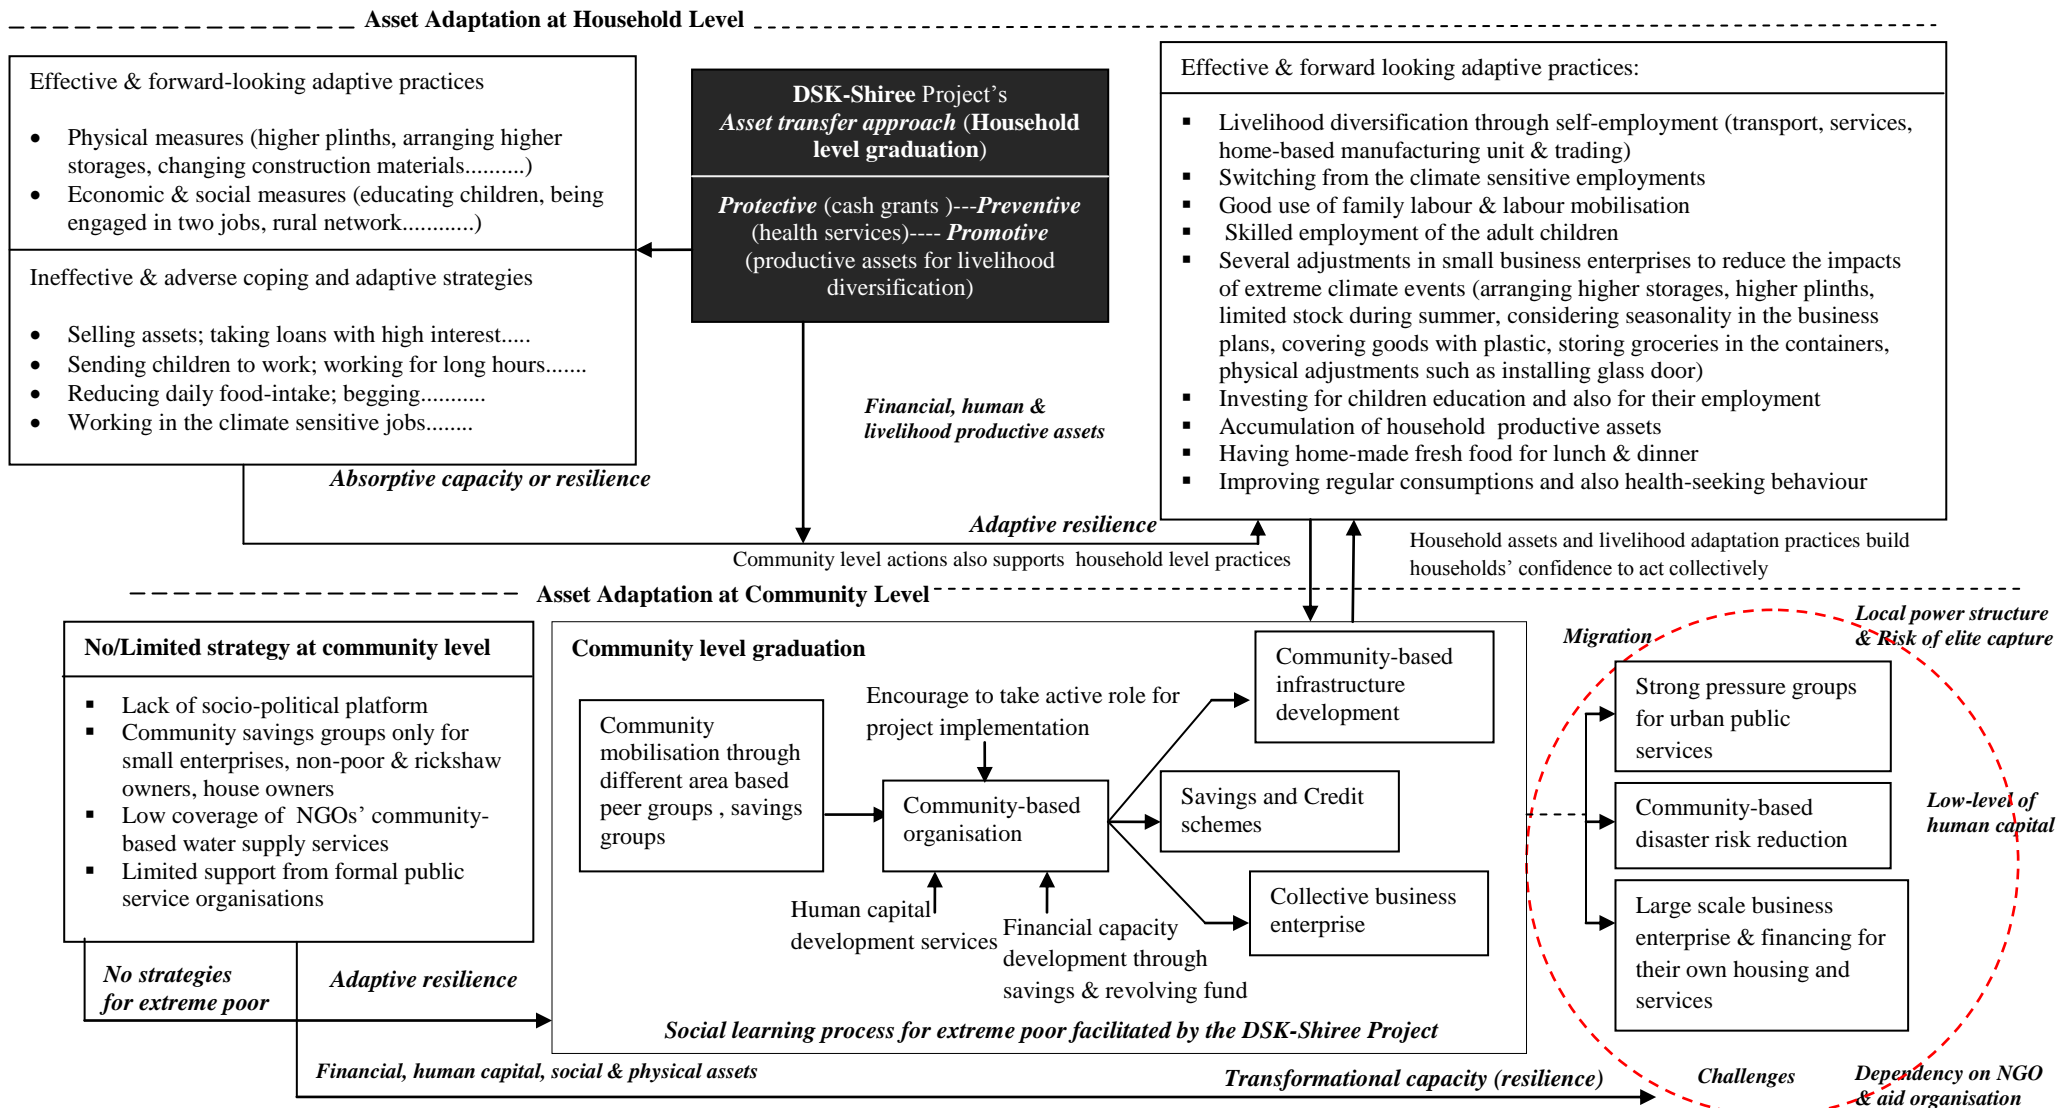 Asset Adaptation at Household Level
Effective & forward-looking adaptive practices
• Physical measures (higher plinths, arranging higher
storages, changing construction materials..........)
• Economic & social measures (educating children, being
engaged in two jobs, rural network............)
Ineffective & adverse coping and adaptive strategies
• Selling assets; taking loans with high interest.....
• Sending children to work; working for long hours.......
• Reducing daily food-intake; begging...........
• Working in the climate sensitive jobs........
DSK-Shiree Project’s
Asset transfer approach (Household
level graduation)
Protective (cash grants )---Preventive
(health services)---- Promotive
(productive assets for livelihood
diversification)
Effective & forward looking adaptive practices:
▪ Livelihood diversification through self-employment (transport, services,
home-based manufacturing unit & trading)
▪ Switching from the climate sensitive employments
▪ Good use of family labour & labour mobilisation
▪ Skilled employment of the adult children
▪ Several adjustments in small business enterprises to reduce the impacts
of extreme climate events (arranging higher storages, higher plinths,
limited stock during summer, considering seasonality in the business
plans, covering goods with plastic, storing groceries in the containers,
physical adjustments such as installing glass door)
▪ Investing for children education and also for their employment
▪ Accumulation of household productive assets
▪ Having home-made fresh food for lunch & dinner
▪ Improving regular consumptions and also health-seeking behaviour
Financial, human &
livelihood productive assets
Absorptive capacity or resilience
Adaptive resilience
Community level actions also supports household level practices
Household assets and livelihood adaptation practices build
households’ confidence to act collectively
Asset Adaptation at Community Level
No/Limited strategy at community level
▪ Lack of socio-political platform
▪ Community savings groups only for
small enterprises, non-poor & rickshaw
owners, house owners
▪ Low coverage of NGOs’ community-
based water supply services
▪ Limited support from formal public
service organisations
No strategies
for extreme poor
Adaptive resilience
Community level graduation
Community
mobilisation through
different area based
peer groups , savings
groups
Encourage to take active role for
project implementation
Community-based
organisation
Human capital
development services
Financial capacity
development through
savings & revolving fund
Community-based
infrastructure
development
Savings and Credit
schemes
Collective business
enterprise
Social learning process for extreme poor facilitated by the DSK-Shiree Project
Migration
Local power structure
& Risk of elite capture
Strong pressure groups
for urban public
services
Community-based
disaster risk reduction
Low-level of
human capital
Large scale business
enterprise & financing for
their own housing and
services
Financial, human capital, social & physical assets
Transformational capacity (resilience)
Challenges
Dependency on NGO
& aid organisation